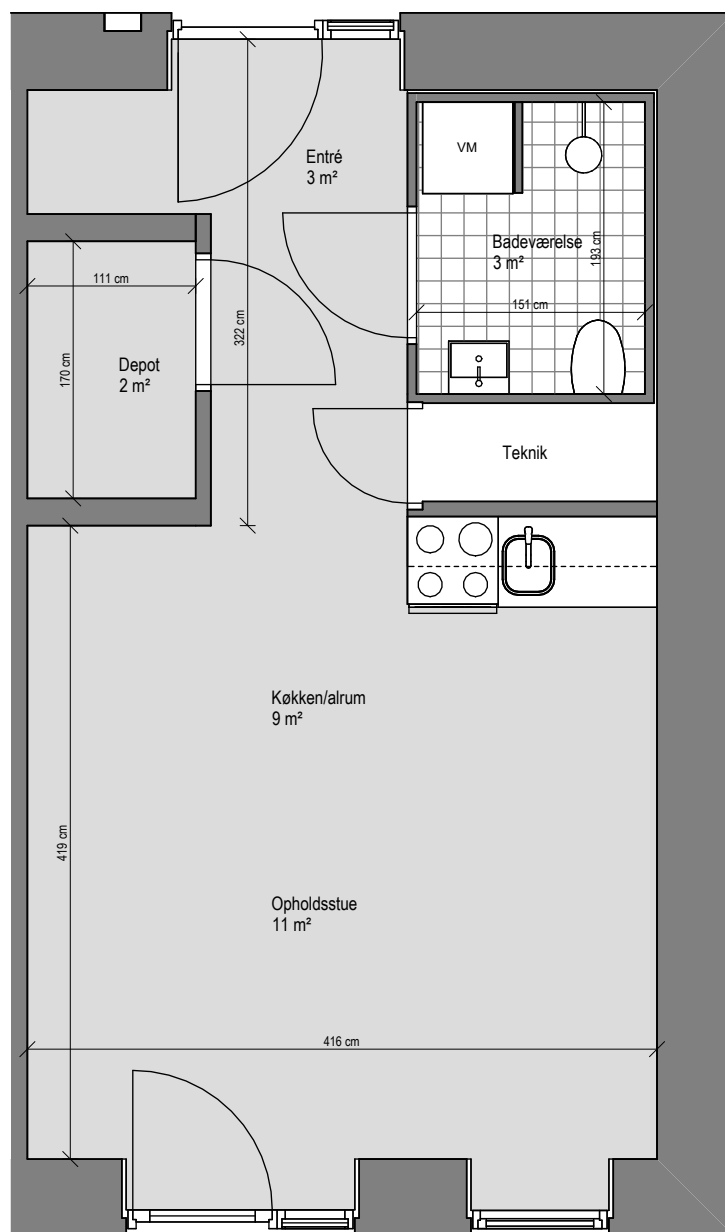 Entré
3 m²
VM
Badeværelse
3 m²
193 cm
151 cm
111 cm
322 cm
170 cm
Depot
2 m²
Teknik
Køkken/alrum
9 m²
419 cm
Opholdsstue
11 m²
416 cm